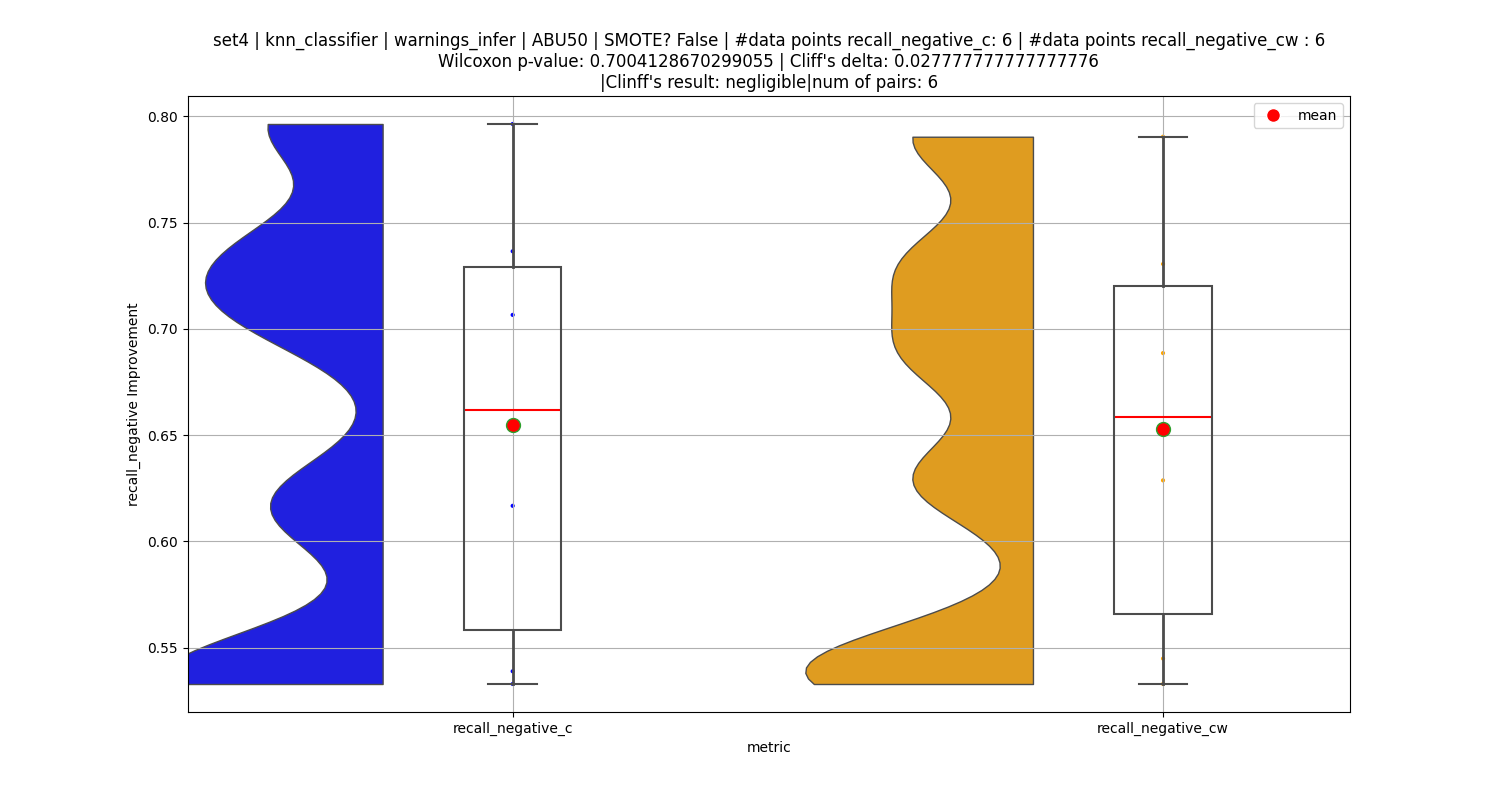 set4 | knn_classifier | warnings_infer | ABU50 | SMOTE? False | #data points recall_negative_c: 6 | #data points recall_negative_cw : 6
Wilcoxon p-value: 0.7004128670299055 | Cliff's delta: 0.027777777777777776
|Clinff's result: negligible|num of pairs: 6
mean
0.80
0.75
0.70
0.65
0.60
0.55
recall_negative Improvement
recall_negative_c
recall_negative_cw
metric